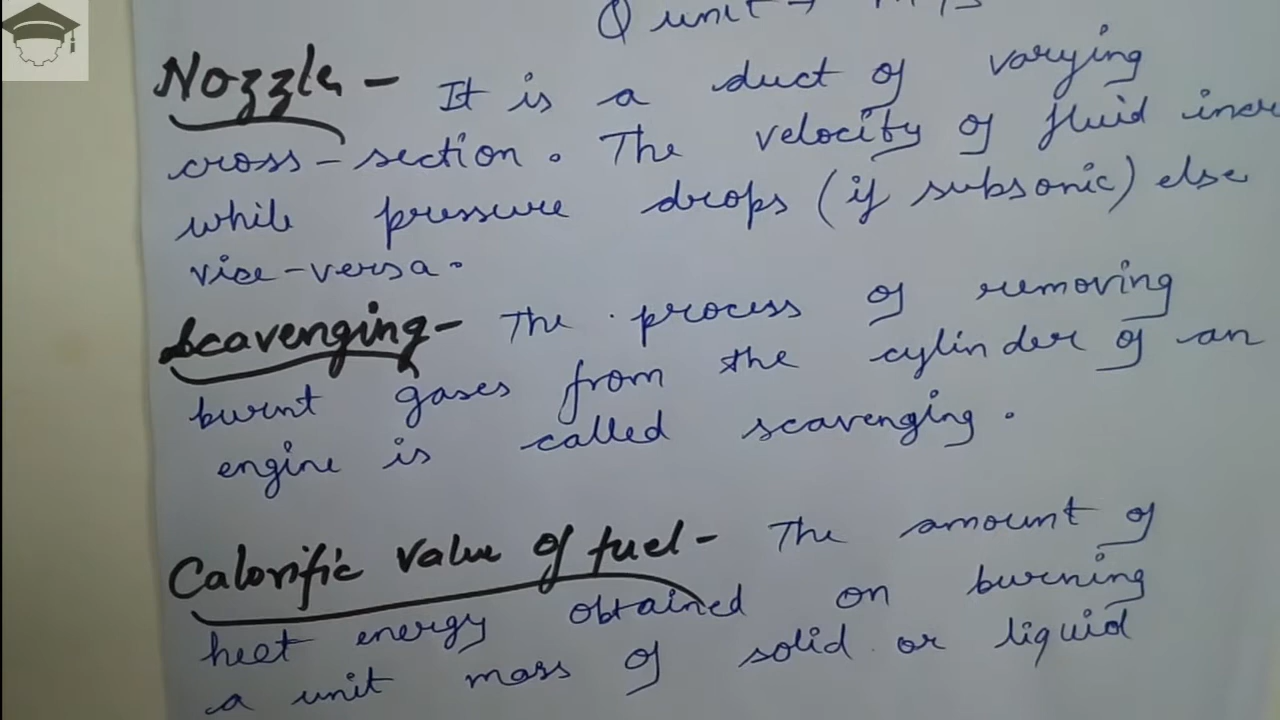 Q unit →
Nozzle - It is a duct of varying
cross-section. The velocity of fluid incr
while pressure drops (if subsonic) else
vice-versa.
Scavenging - The process of removing
burnt gases from the cylinder of an
engine is called scavenging.
Calorific value of fuel - The amount of
heat energy obtained on burning
a unit mass of solid or liquid